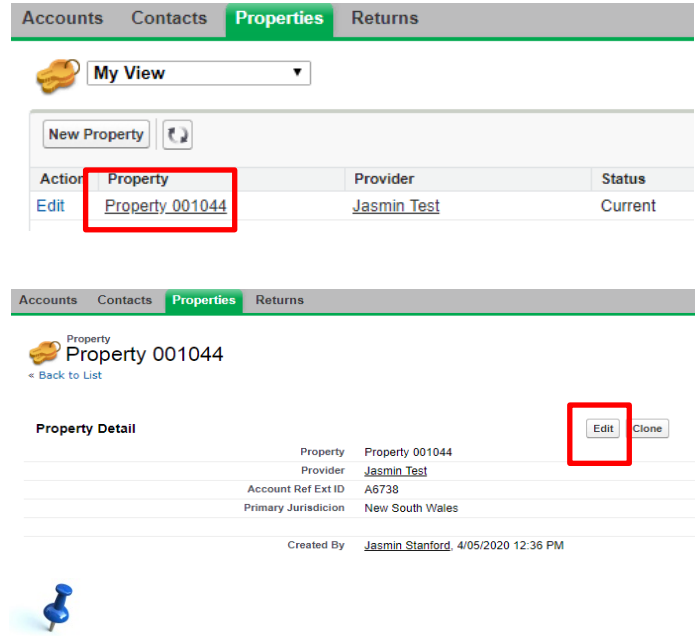 Accounts Contacts Properties Returns
My View
New Property
Action Property Provider Status
Edit Property 001044 Jasmin Test Current
Accounts Contacts Properties Returns
Property
Property 001044
« Back to List
Property Detail Edit Clone
Property Property 001044
Provider Jasmin Test
Account Ref Ext ID A6738
Primary Jurisdicion New South Wales
Created By Jasmin Stanford, 4/05/2020 12:36 PM